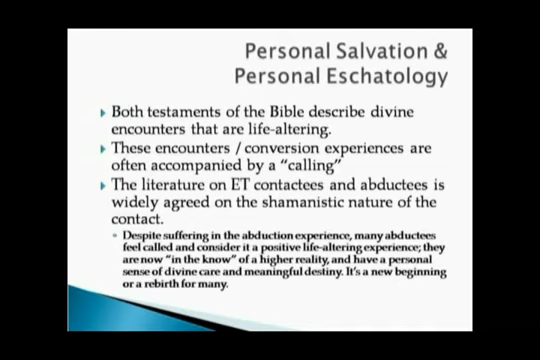 Personal Salvation &
Personal Eschatology
Both testaments of the Bible describe divine
encounters that are life-altering.
These encounters / conversion experiences are
often accompanied by a “calling”
The literature on ET contactees and abductees is
widely agreed on the shamanistic nature of the
contact.
Despite suffering in the abduction experience, many abductees
feel called and consider it a positive life-altering experience; they
are now “in the know” of a higher reality, and have a personal
sense of divine care and meaningful destiny. It’s a new beginning
or a rebirth for many.